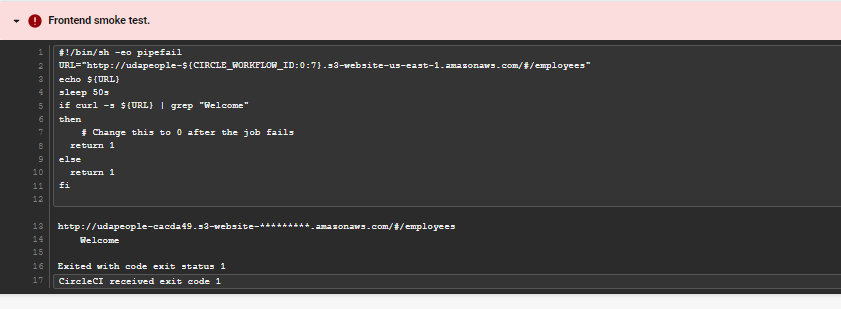 Frontend smoke test.
1 #!/bin/sh -eo pipefail
2 URL="http://udapeople-${CIRCLE_WORKFLOW_ID:0:7}.s3-website-us-east-1.amazonaws.com/#/employees"
3 echo ${URL}
4 sleep 50s
5 if curl -s ${URL} | grep "Welcome"
6 then
7     # Change this to 0 after the job fails
8   return 1
9 else
10   return 1
11 fi
12
13 http://udapeople-cacda49.s3-website-*********.amazonaws.com/#/employees
14     Welcome
15
16 Exited with code exit status 1
17 CircleCI received exit code 1